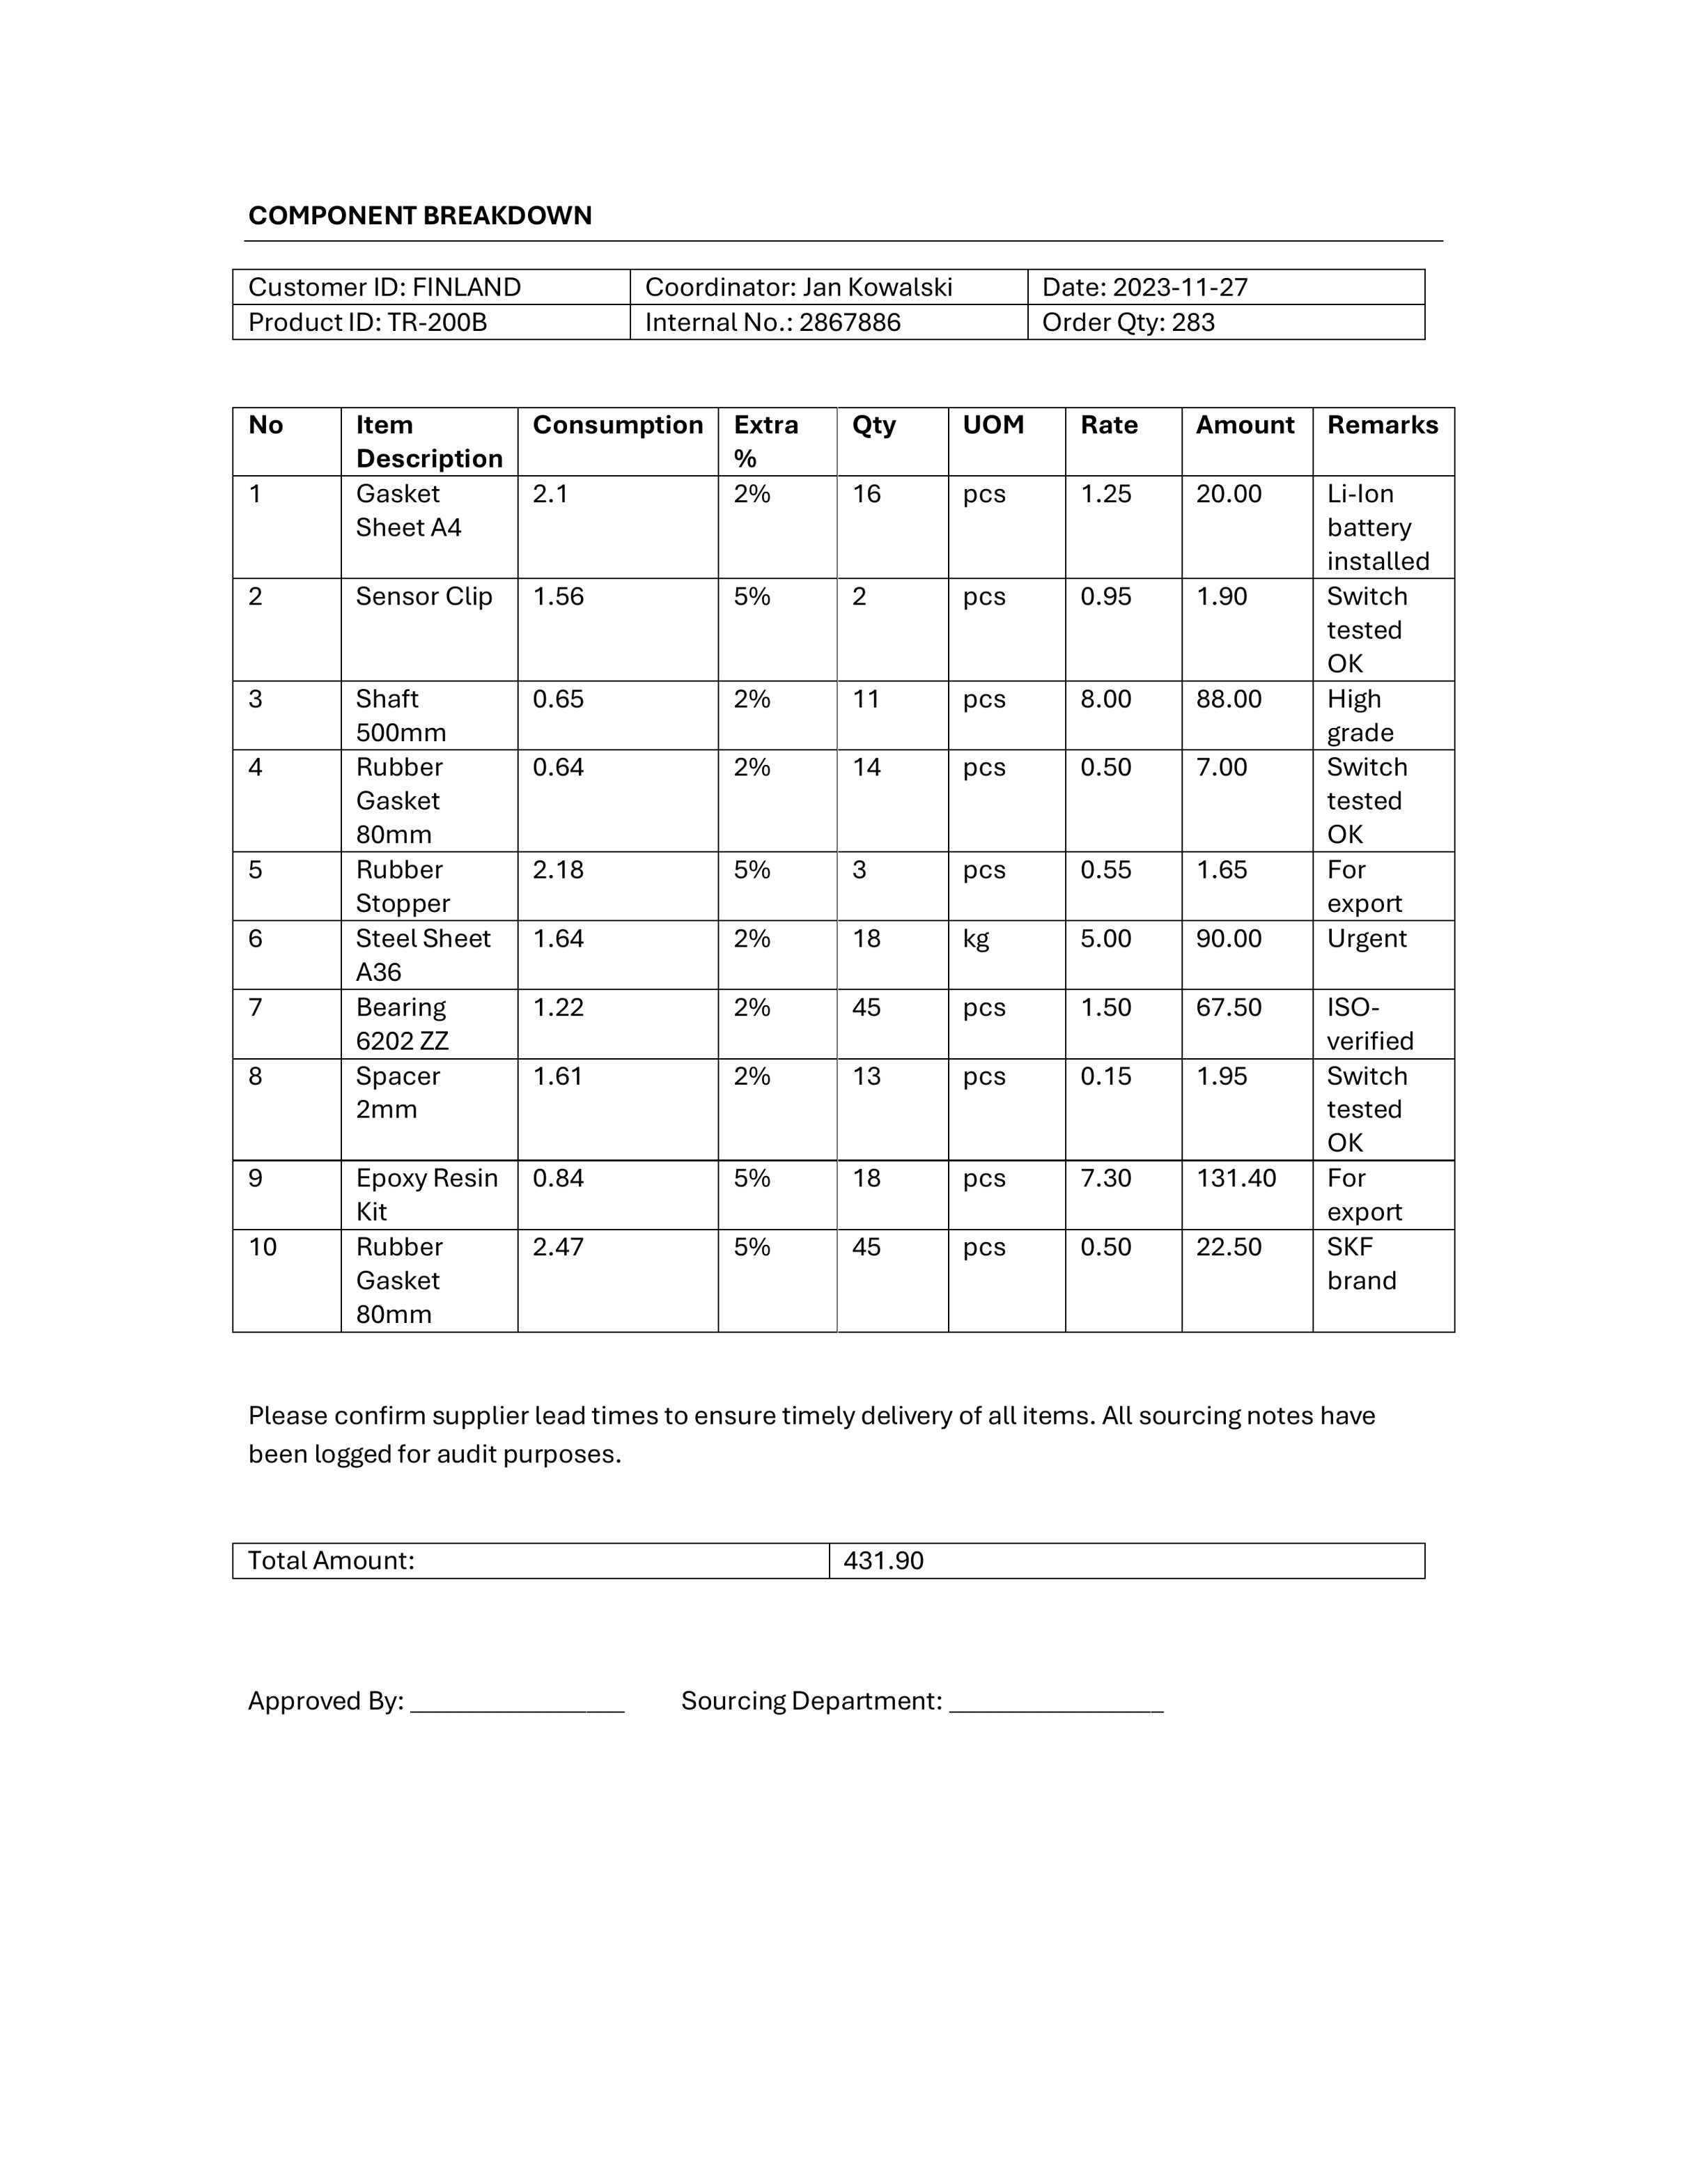 COMPONENT BREAKDOWN
Customer ID: FINLAND Coordinator: Jan Kowalski Date: 2023-11-27
Product ID: TR-200B Internal No.: 2867886 Order Qty: 283
No Item Description Consumption Extra % Qty UOM Rate Amount Remarks
1 Gasket Sheet A4 2.1 2% 16 pcs 1.25 20.00 Li-Ion battery installed
2 Sensor Clip 1.56 5% 2 pcs 0.95 1.90 Switch tested OK
3 Shaft 500mm 0.65 2% 11 pcs 8.00 88.00 High grade
4 Rubber Gasket 80mm 0.64 2% 14 pcs 0.50 7.00 Switch tested OK
5 Rubber Stopper 2.18 5% 3 pcs 0.55 1.65 For export
6 Steel Sheet A36 1.64 2% 18 kg 5.00 90.00 Urgent
7 Bearing 6202 ZZ 1.22 2% 45 pcs 1.50 67.50 ISO-verified
8 Spacer 2mm 1.61 2% 13 pcs 0.15 1.95 Switch tested OK
9 Epoxy Resin Kit 0.84 5% 18 pcs 7.30 131.40 For export
10 Rubber Gasket 80mm 2.47 5% 45 pcs 0.50 22.50 SKF brand
Please confirm supplier lead times to ensure timely delivery of all items. All sourcing notes have
been logged for audit purposes.
Total Amount: 431.90
Approved By: ________________ Sourcing Department: ________________